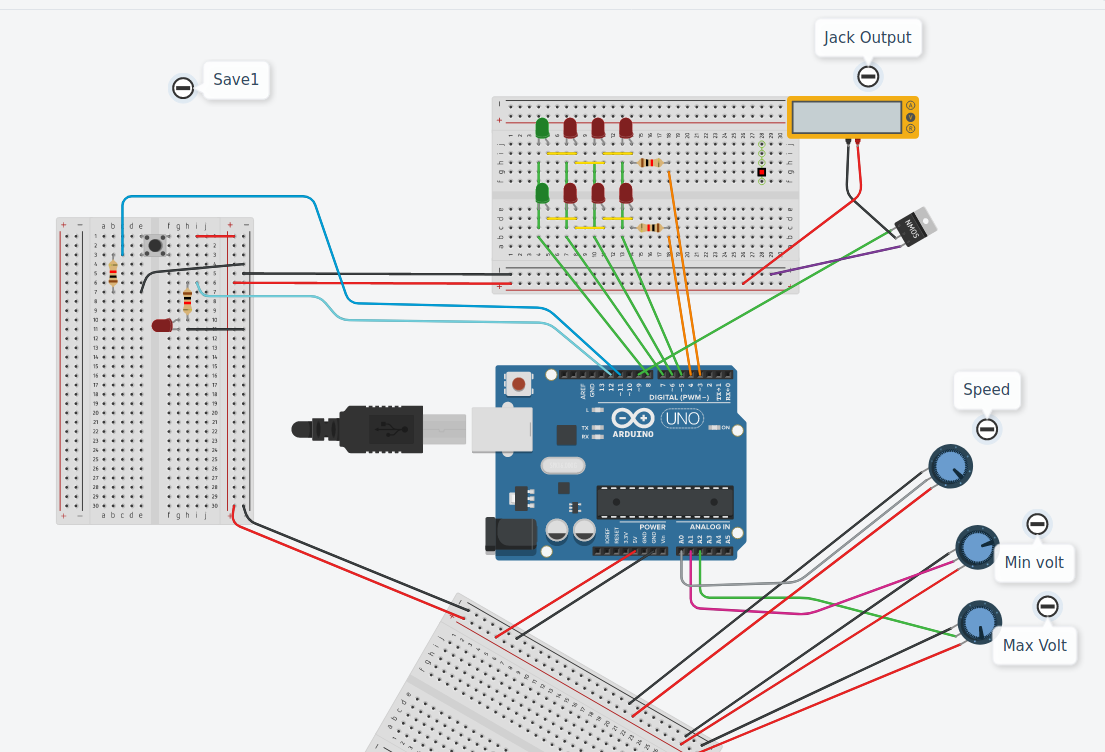 Jack Output
Save1
NMOS
AREF
GND
13
12
~11
~10
~9
8
7
~6
~5
4
~3
2
TX→1
RX←0
DIGITAL (PWM~)
L
TX
RX
ARDUINO
UNO
ON
Speed
POWER
ANALOG IN
IOREF
RESET
3.3V
5V
GND
GND
Vin
A0
A1
A2
A3
A4
A5
Min volt
Max Volt